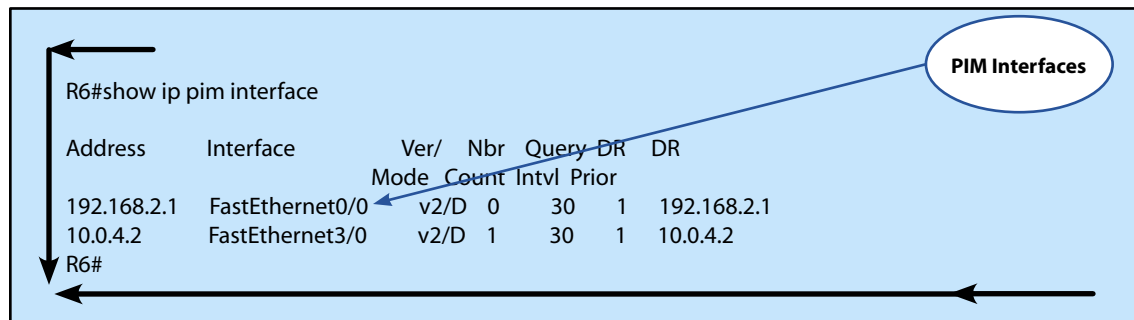 PIM Interfaces
R6#show ip pim interface
Address Interface Ver/ Nbr Query DR DR
Mode Count Intvl Prior
192.168.2.1 FastEthernet0/0 v2/D 0 30 1 192.168.2.1
10.0.4.2 FastEthernet3/0 v2/D 1 30 1 10.0.4.2
R6#